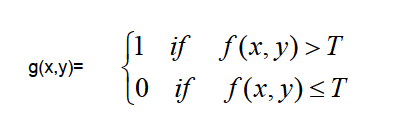 g(x,y)= { 1 if f(x, y) > T
0 if f(x, y) ≤ T